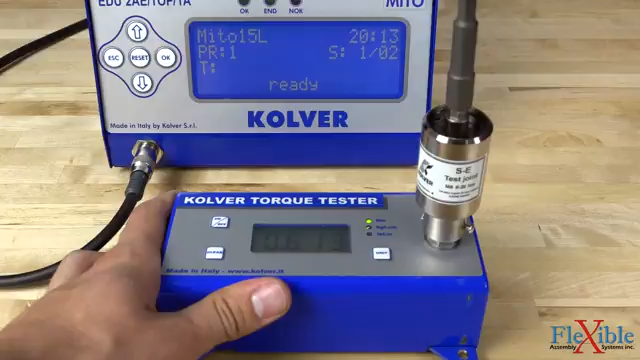 EDU 2AE/TOP/TA
MITO
OK END NOK
Mito15L 20:13
PR:1 S: 1/02
T:
ready
ESC RESET OK
KOLVER
Made in Italy by Kolver S.r.l.
S-E
Test joint
KOLVER
KOLVER TORQUE TESTER
Made in Italy - www.kolver.it
FleXible
Assembly Systems Inc.